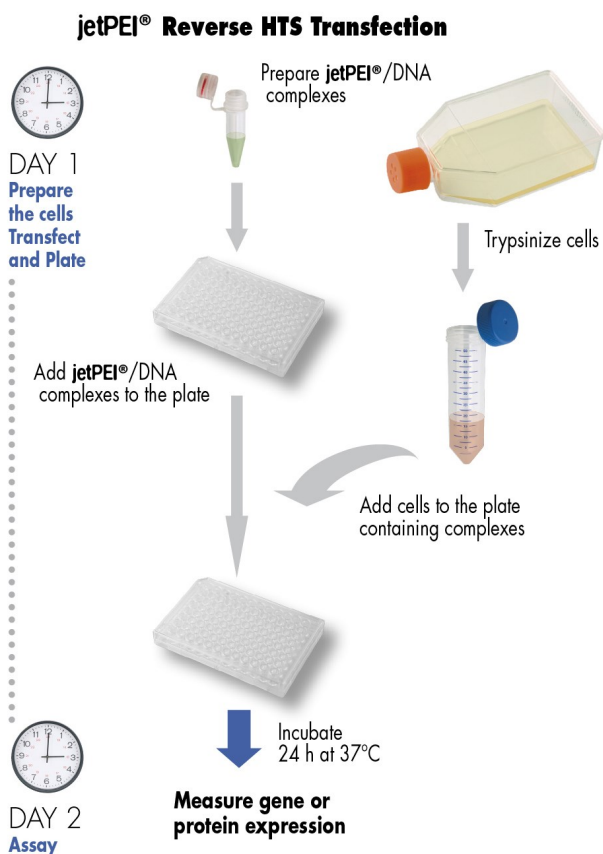 jetPEI® Reverse HTS Transfection
Prepare jetPEI®/DNA
complexes
DAY 1
Prepare
the cells
Transfect
and Plate
Trypsinize cells
Add jetPEI®/DNA
complexes to the plate
Add cells to the plate
containing complexes
Incubate
24 h at 37°C
DAY 2
Assay
Measure gene or
protein expression